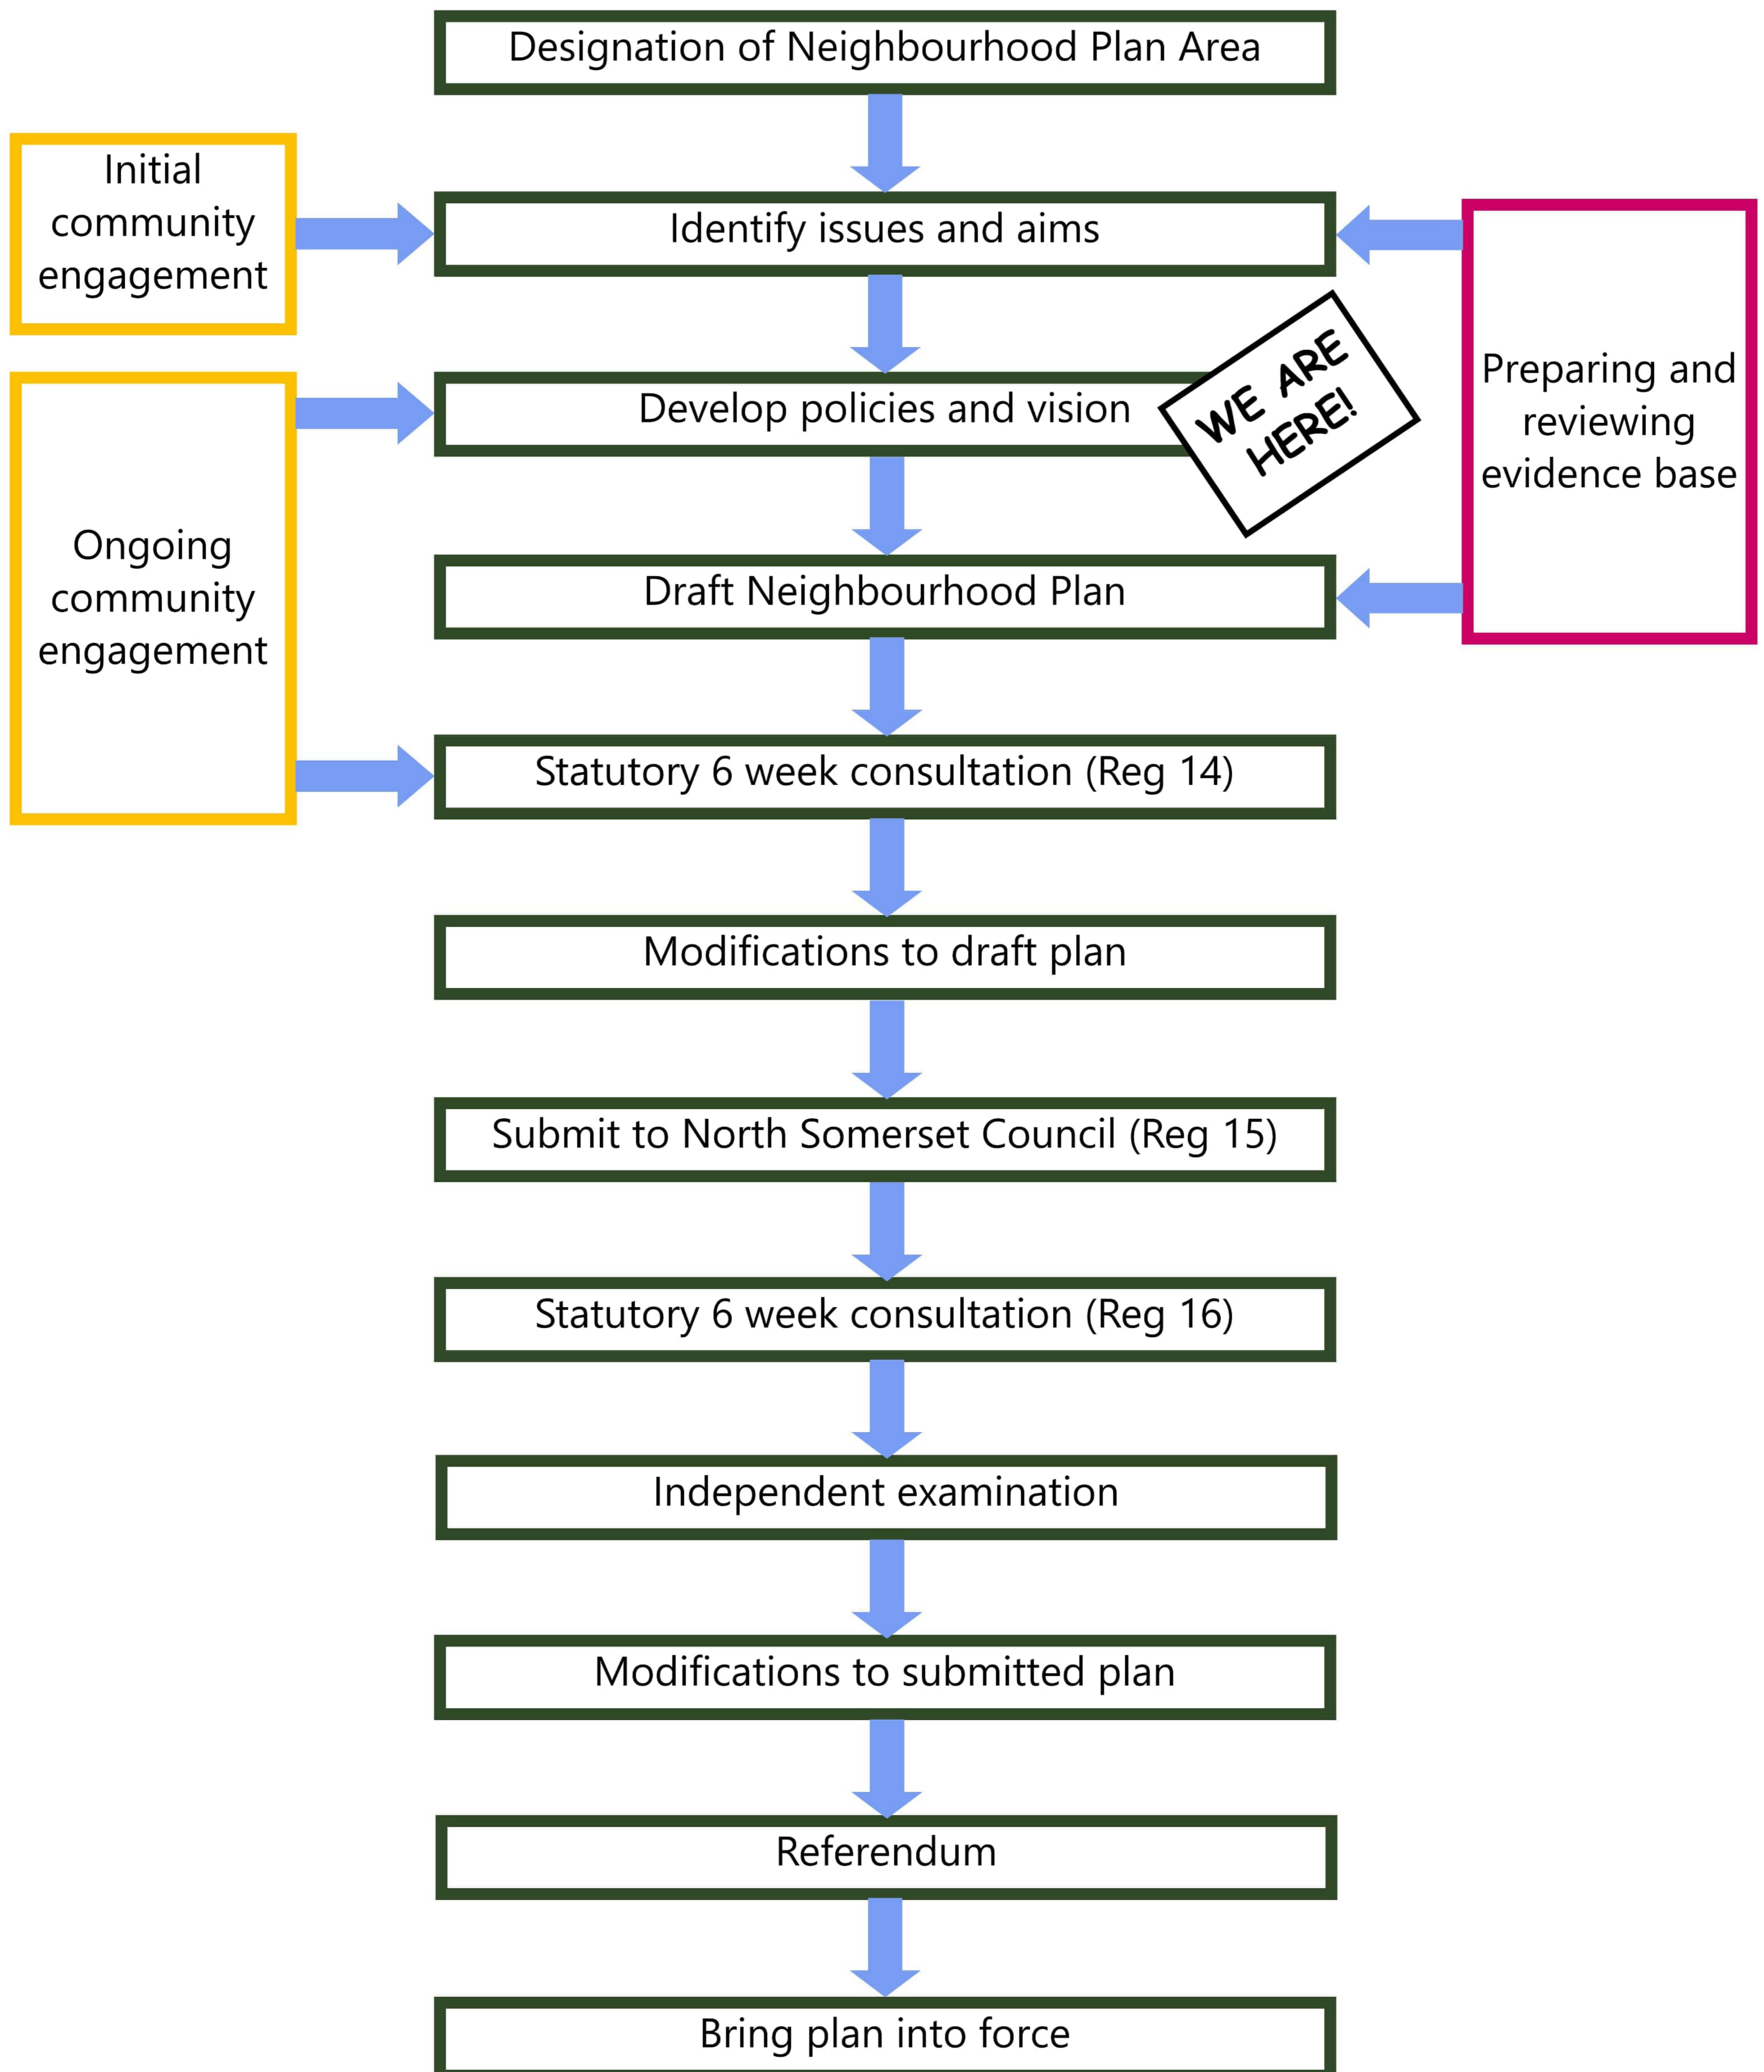 Designation of Neighbourhood Plan Area
Initial
community
engagement
Identify issues and aims
Preparing and
reviewing
evidence base
WE ARE
HERE!
Develop policies and vision
Ongoing
community
engagement
Draft Neighbourhood Plan
Statutory 6 week consultation (Reg 14)
Modifications to draft plan
Submit to North Somerset Council (Reg 15)
Statutory 6 week consultation (Reg 16)
Independent examination
Modifications to submitted plan
Referendum
Bring plan into force